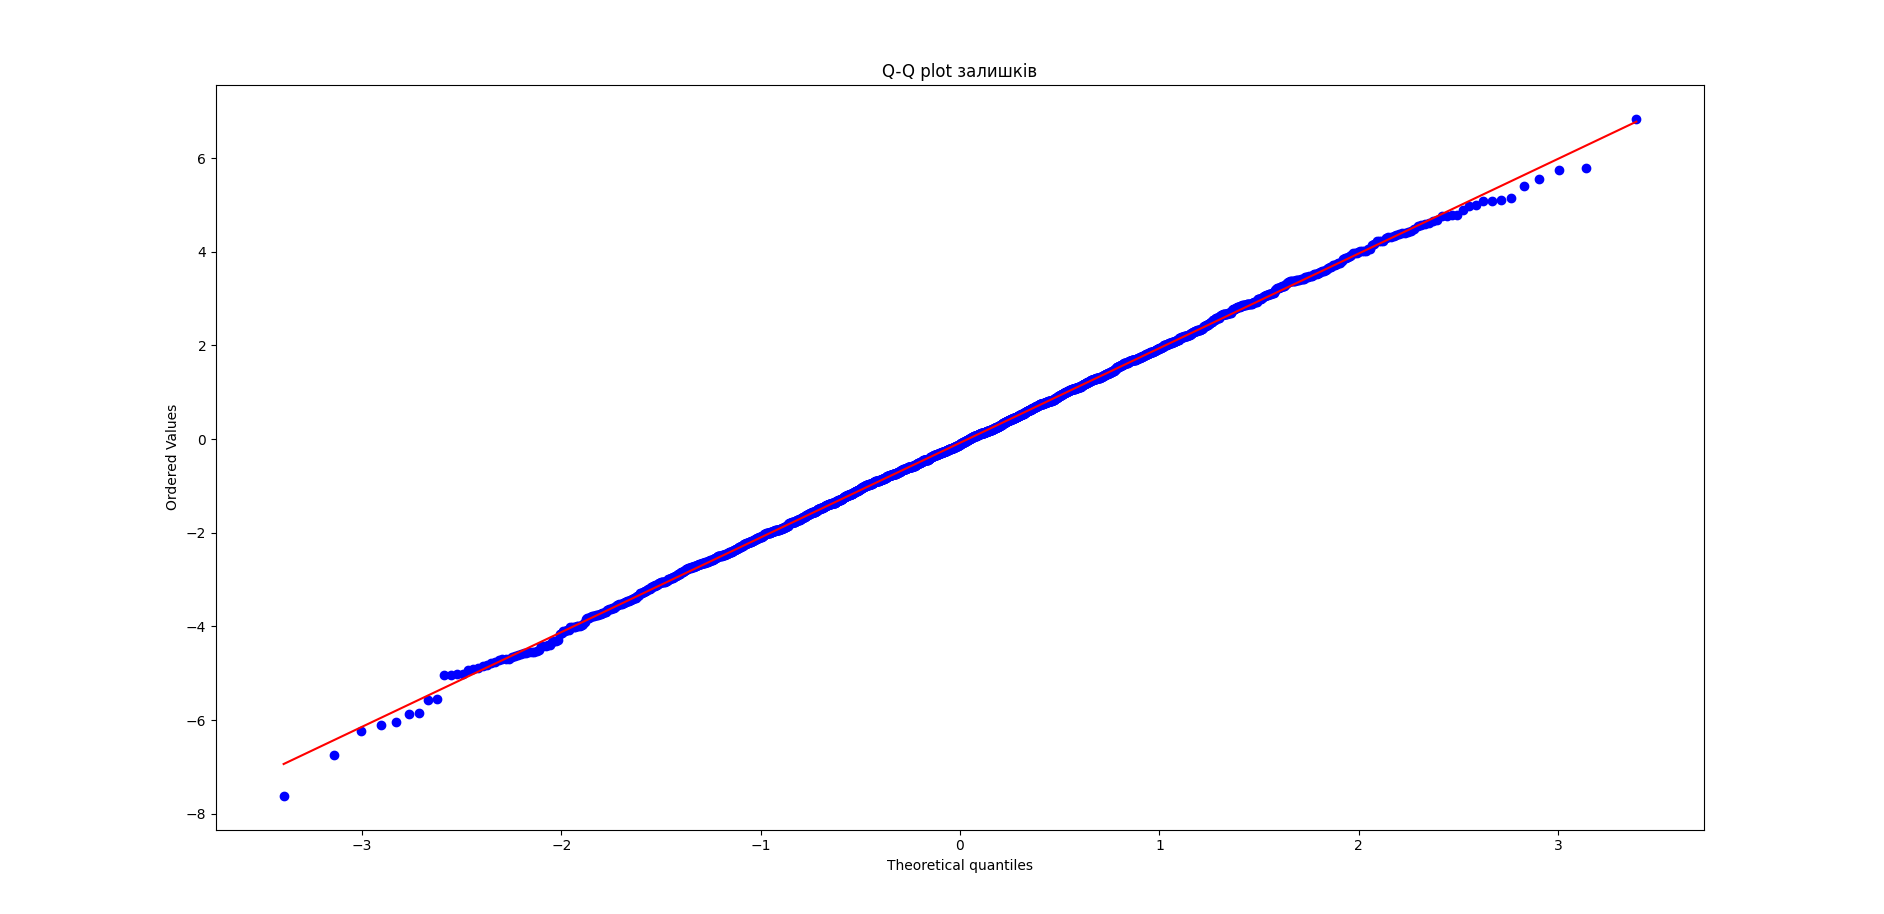 Q-Q plot залишків
6
4
2
0
−2
−4
−6
−8
Ordered Values
−3 −2 −1 0 1 2 3
Theoretical quantiles